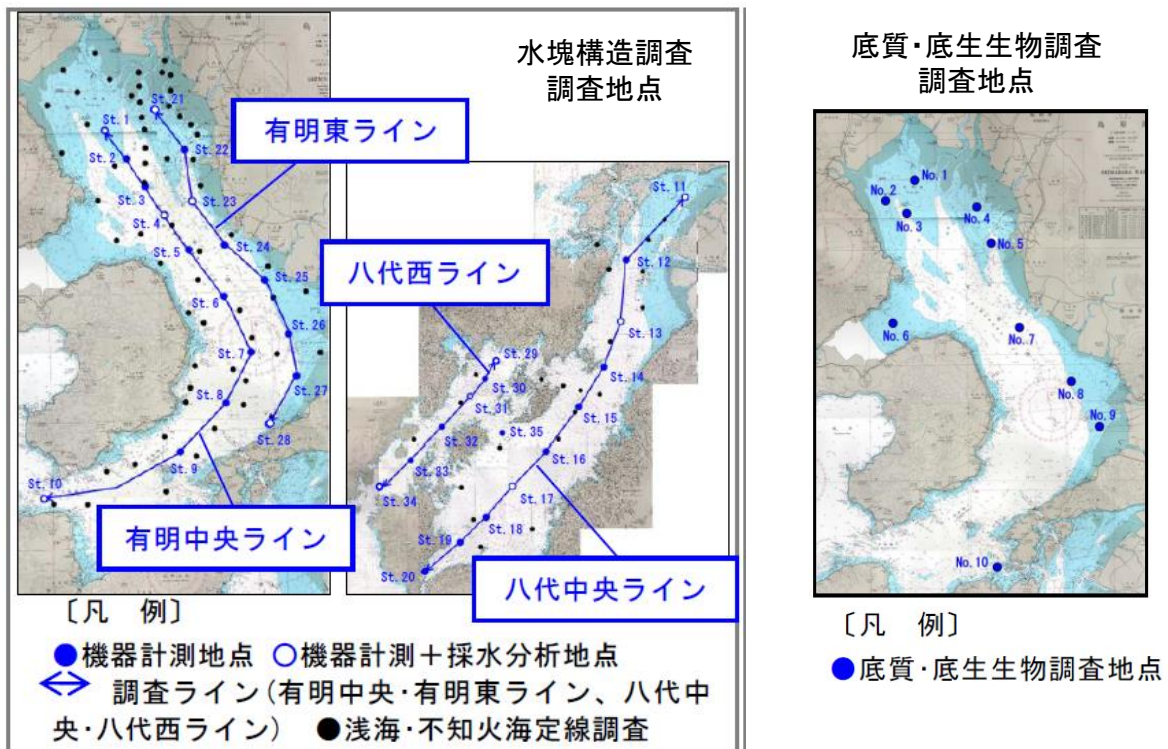 水塊構造調査
調査地点
有明東ライン
八代西ライン
有明中央ライン
八代中央ライン
St. 1
St. 2
St. 3
St. 4
St. 5
St. 6
St. 7
St. 8
St. 9
St. 10
St. 21
St. 22
St. 23
St. 24
St. 25
St. 26
St. 27
St. 28
St. 11
St. 12
St. 13
St. 14
St. 15
St. 16
St. 17
St. 18
St. 19
St. 20
St. 29
St. 30
St. 31
St. 32
St. 33
St. 34
St. 35
〔凡 例〕
●機器計測地点 ○機器計測+採水分析地点
調査ライン(有明中央・有明東ライン、八代中
央・八代西ライン) ●浅海・不知火海定線調査
底質・底生生物調査
調査地点
No. 1
No. 2
No. 3
No. 4
No. 5
No. 6
No. 7
No. 8
No. 9
No. 10
〔凡 例〕
●底質・底生生物調査地点